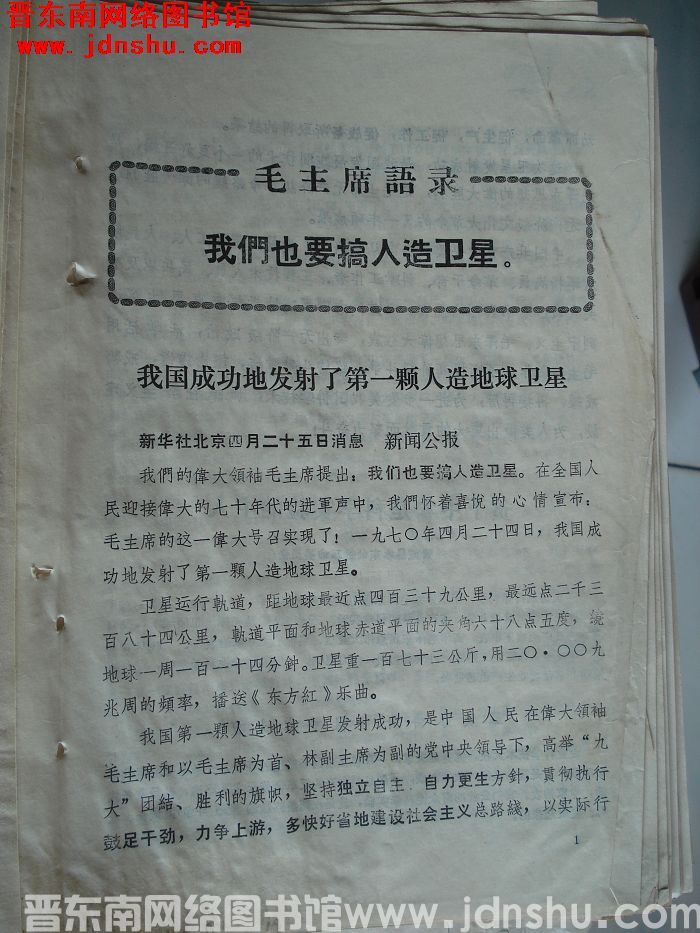 晋东南网络图书馆
www.jdnshu.com
毛主席語录
我們也要搞人造卫星。
我国成功地发射了第一颗人造地球卫星
新华社北京四月二十五日消息 新闻公报
我們的偉大領袖毛主席提出：我们也要搞人造卫星。在全国人
民迎接偉大的七十年代的进軍声中，我們怀着喜悅的心情宣布：
毛主席的这一偉大号召实现了！一九七〇年四月二十四日，我国成
功地发射了第一颗人造地球卫星。
卫星运行軌道，距地球最近点四百三十九公里，最远点二千三
百八十四公里，軌道平面和地球赤道平面的夹角六十八点五度，绕
地球一周一百一十四分鈡。卫星重一百七十三公斤，用二〇·〇〇九
兆周的頻率，播送《东方紅》乐曲。
我国第一颗人造地球卫星发射成功，是中国人民在偉大領袖
毛主席和以毛主席为首、林副主席为副的党中央領导下，高举“九
大”团結、胜利的旗帜，坚持独立自主、自力更生方針，貫彻执行
鼓足干劲，力争上游，多快好省地建设社会主义总路綫，以实际行
1
晋东南网络图书馆www.jdnshu.com